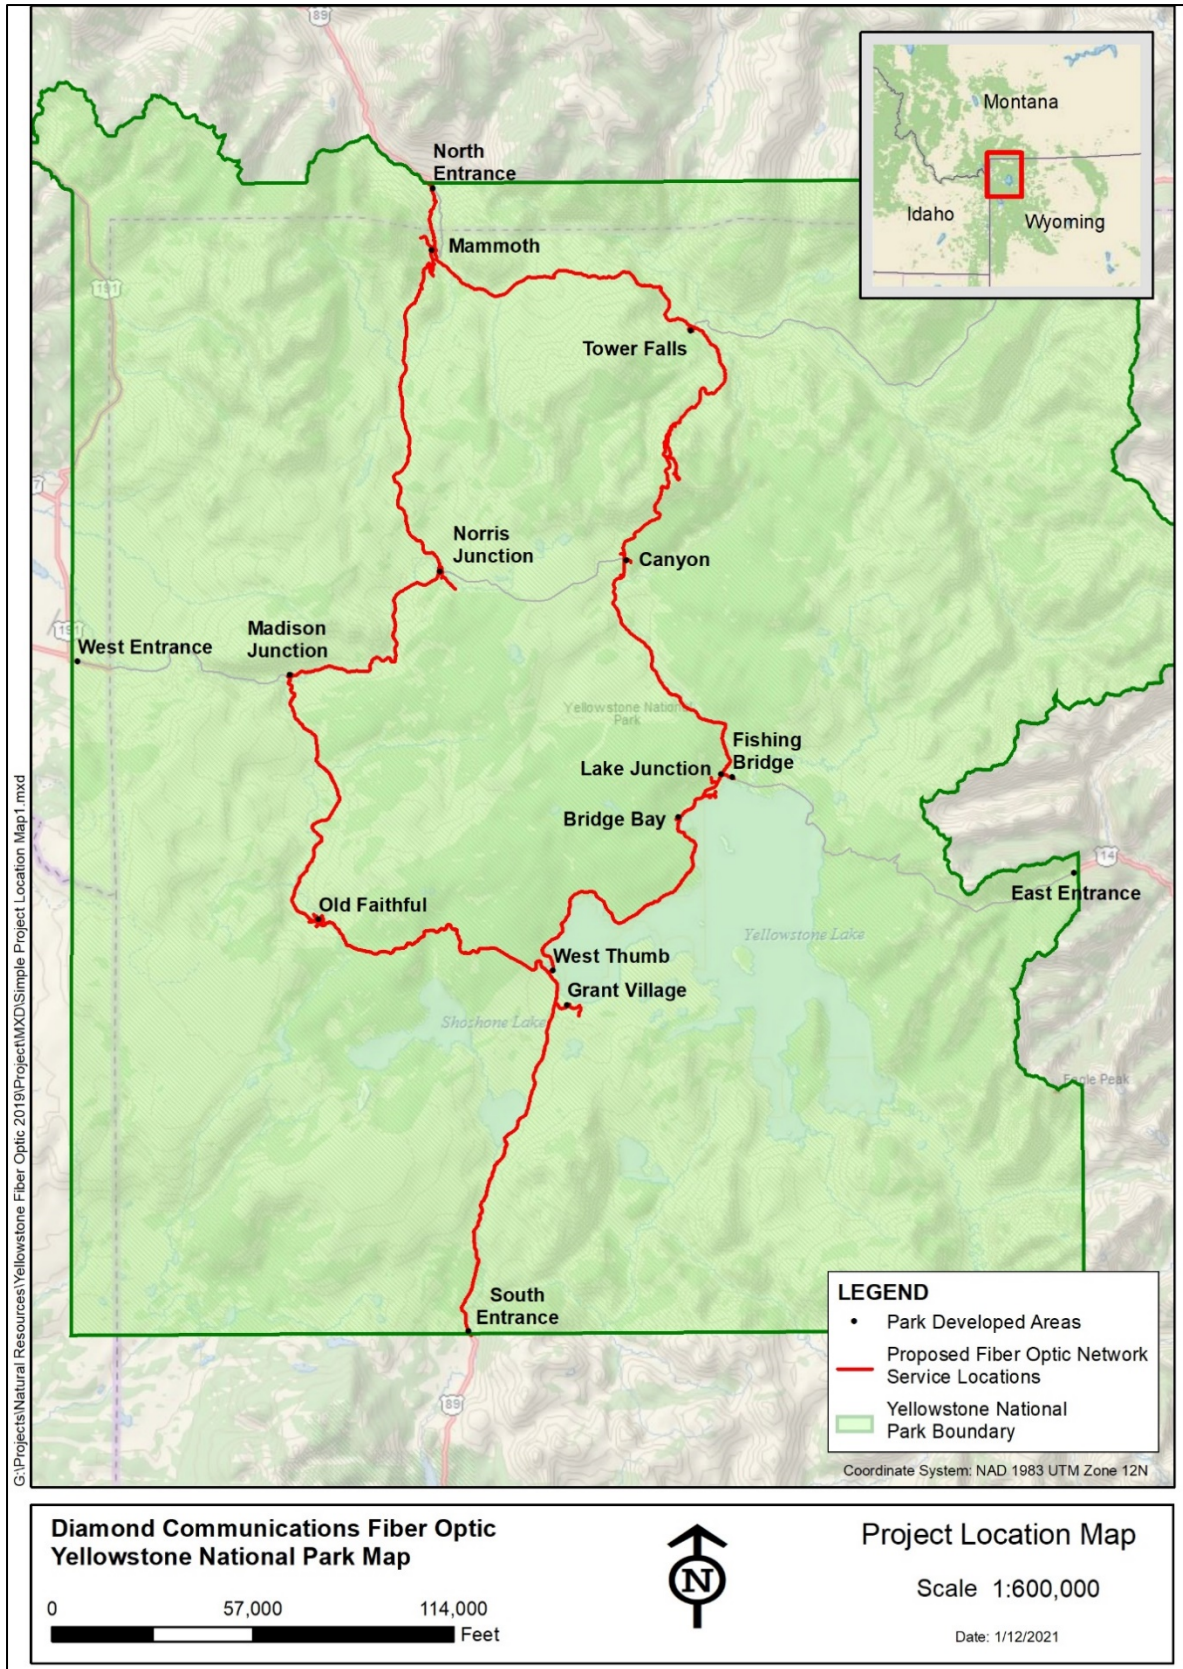 89
North
Entrance
Montana
Idaho
Wyoming
Mammoth
191
Tower Falls
Norris
Junction
Canyon
191
West Entrance
Madison
Junction
Yellowstone National
Park
Fishing
Bridge
Lake Junction
Bridge Bay
14
East Entrance
Old Faithful
Yellowstone Lake
West Thumb
Grant Village
Shoshone Lake
Eagle Peak
South
Entrance
89
LEGEND
Park Developed Areas
Proposed Fiber Optic Network
Service Locations
Yellowstone National
Park Boundary
Coordinate System: NAD 1983 UTM Zone 12N
G:\Projects\Natural Resources\Yellowstone Fiber Optic 2019\Project\MXD\Simple Project Location Map1.mxd
Diamond Communications Fiber Optic
Yellowstone National Park Map
0 57,000 114,000
Feet
N
Project Location Map
Scale 1:600,000
Date: 1/12/2021